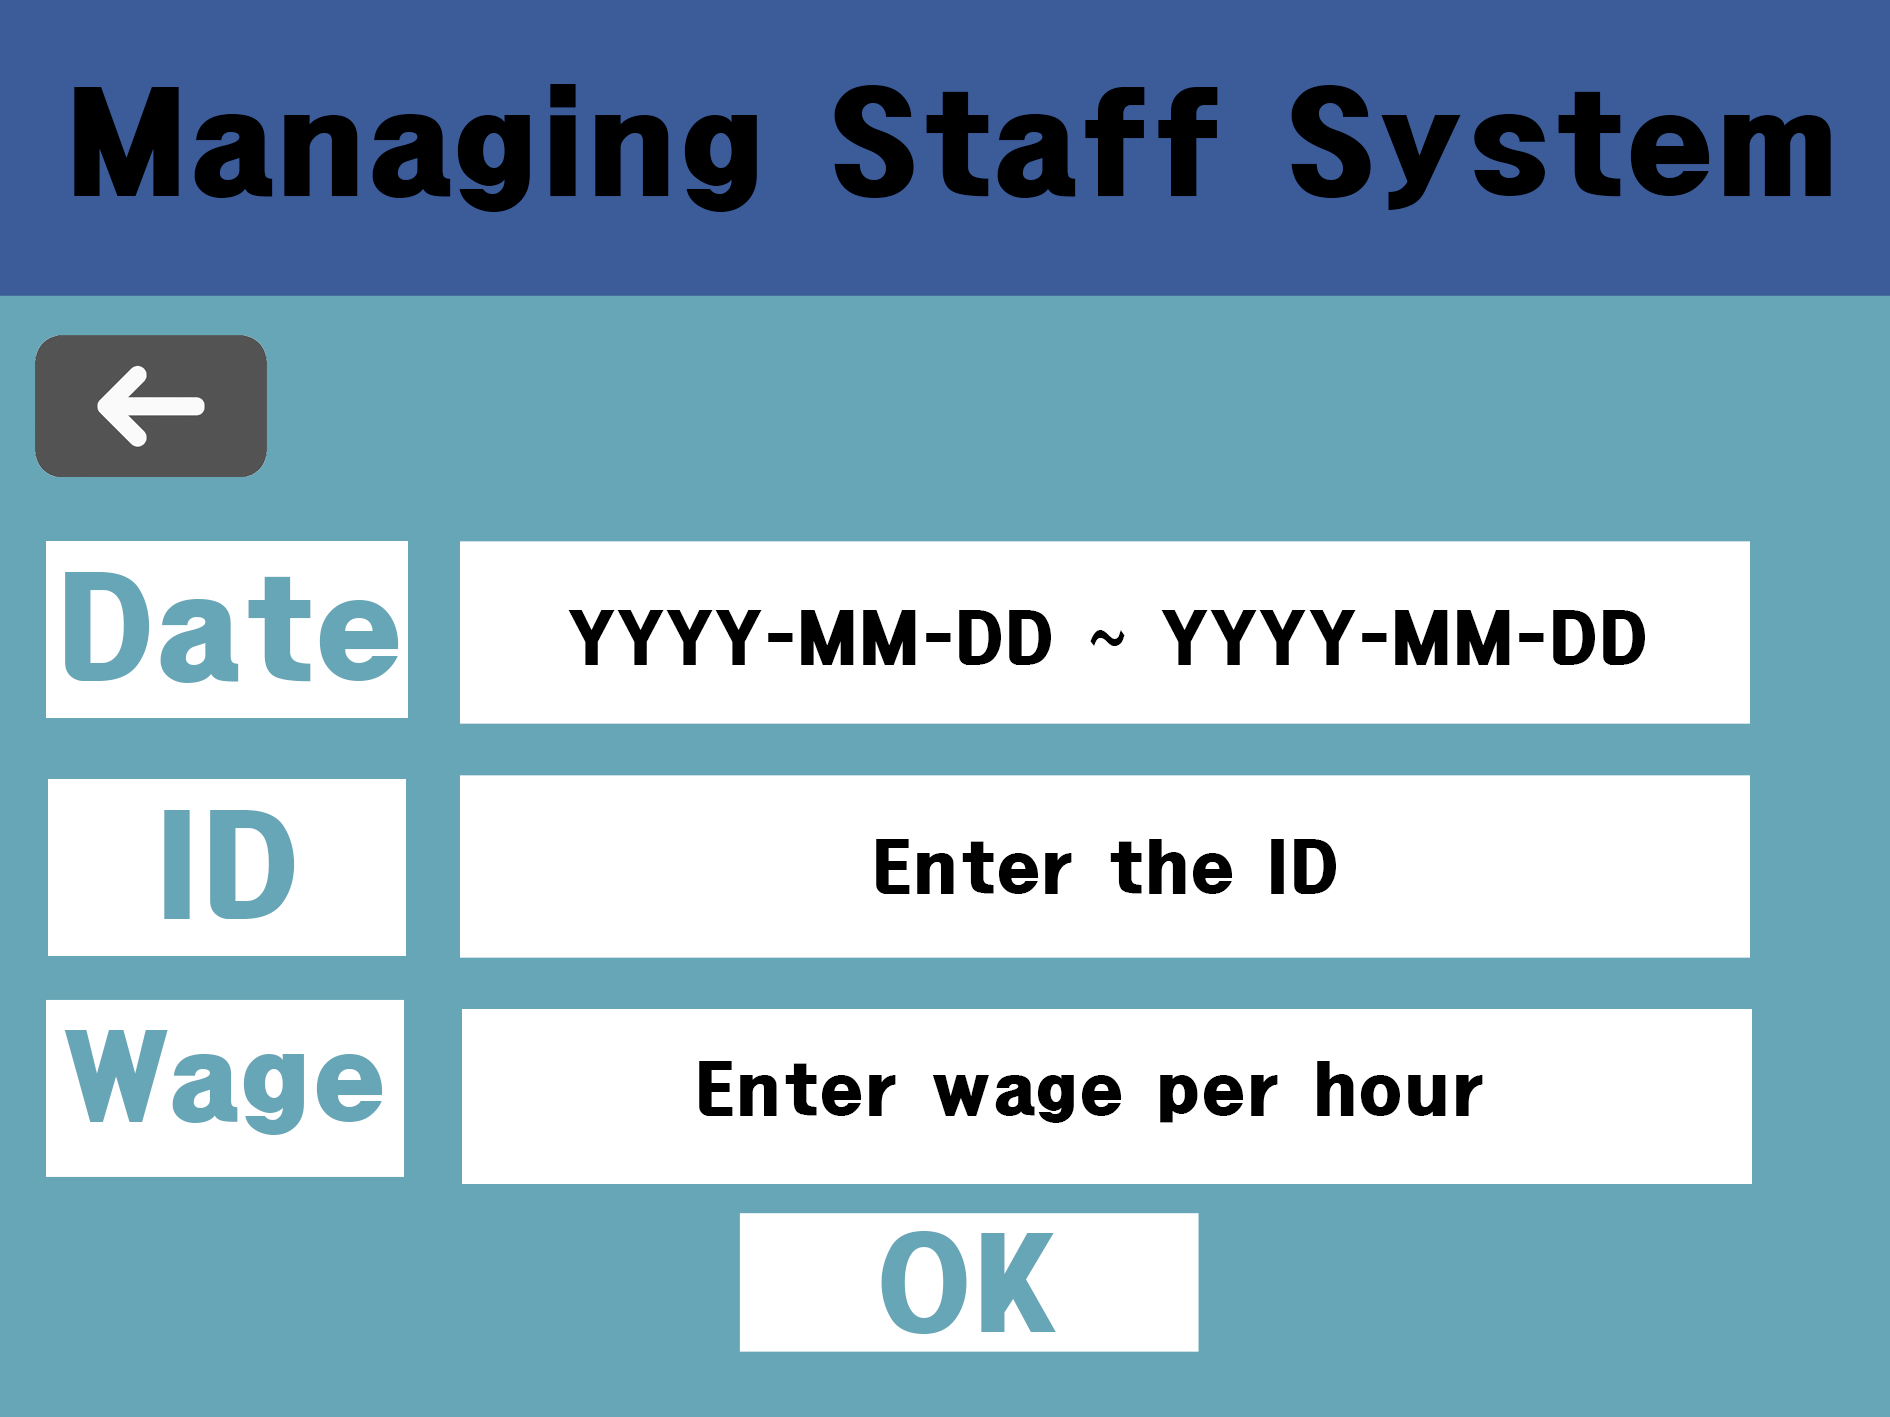 Managing Staff System
Date
YYYY-MM-DD ~ YYYY-MM-DD
ID
Enter the ID
Wage
Enter wage per hour
OK